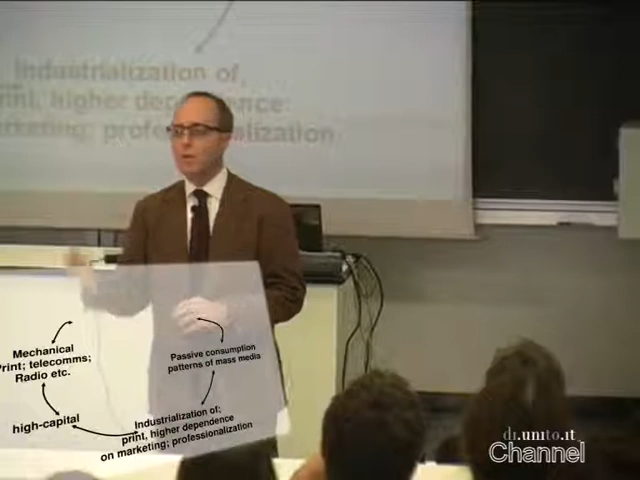 Industrialization of,
print, higher dependence
marketing; professionalization
Mechanical
Print; telecomms;
Radio etc.
Passive consumption
patterns of mass media
high-capital
Industrialization of;
print, higher dependence
on marketing; professionalization
di.unito.it
Channel